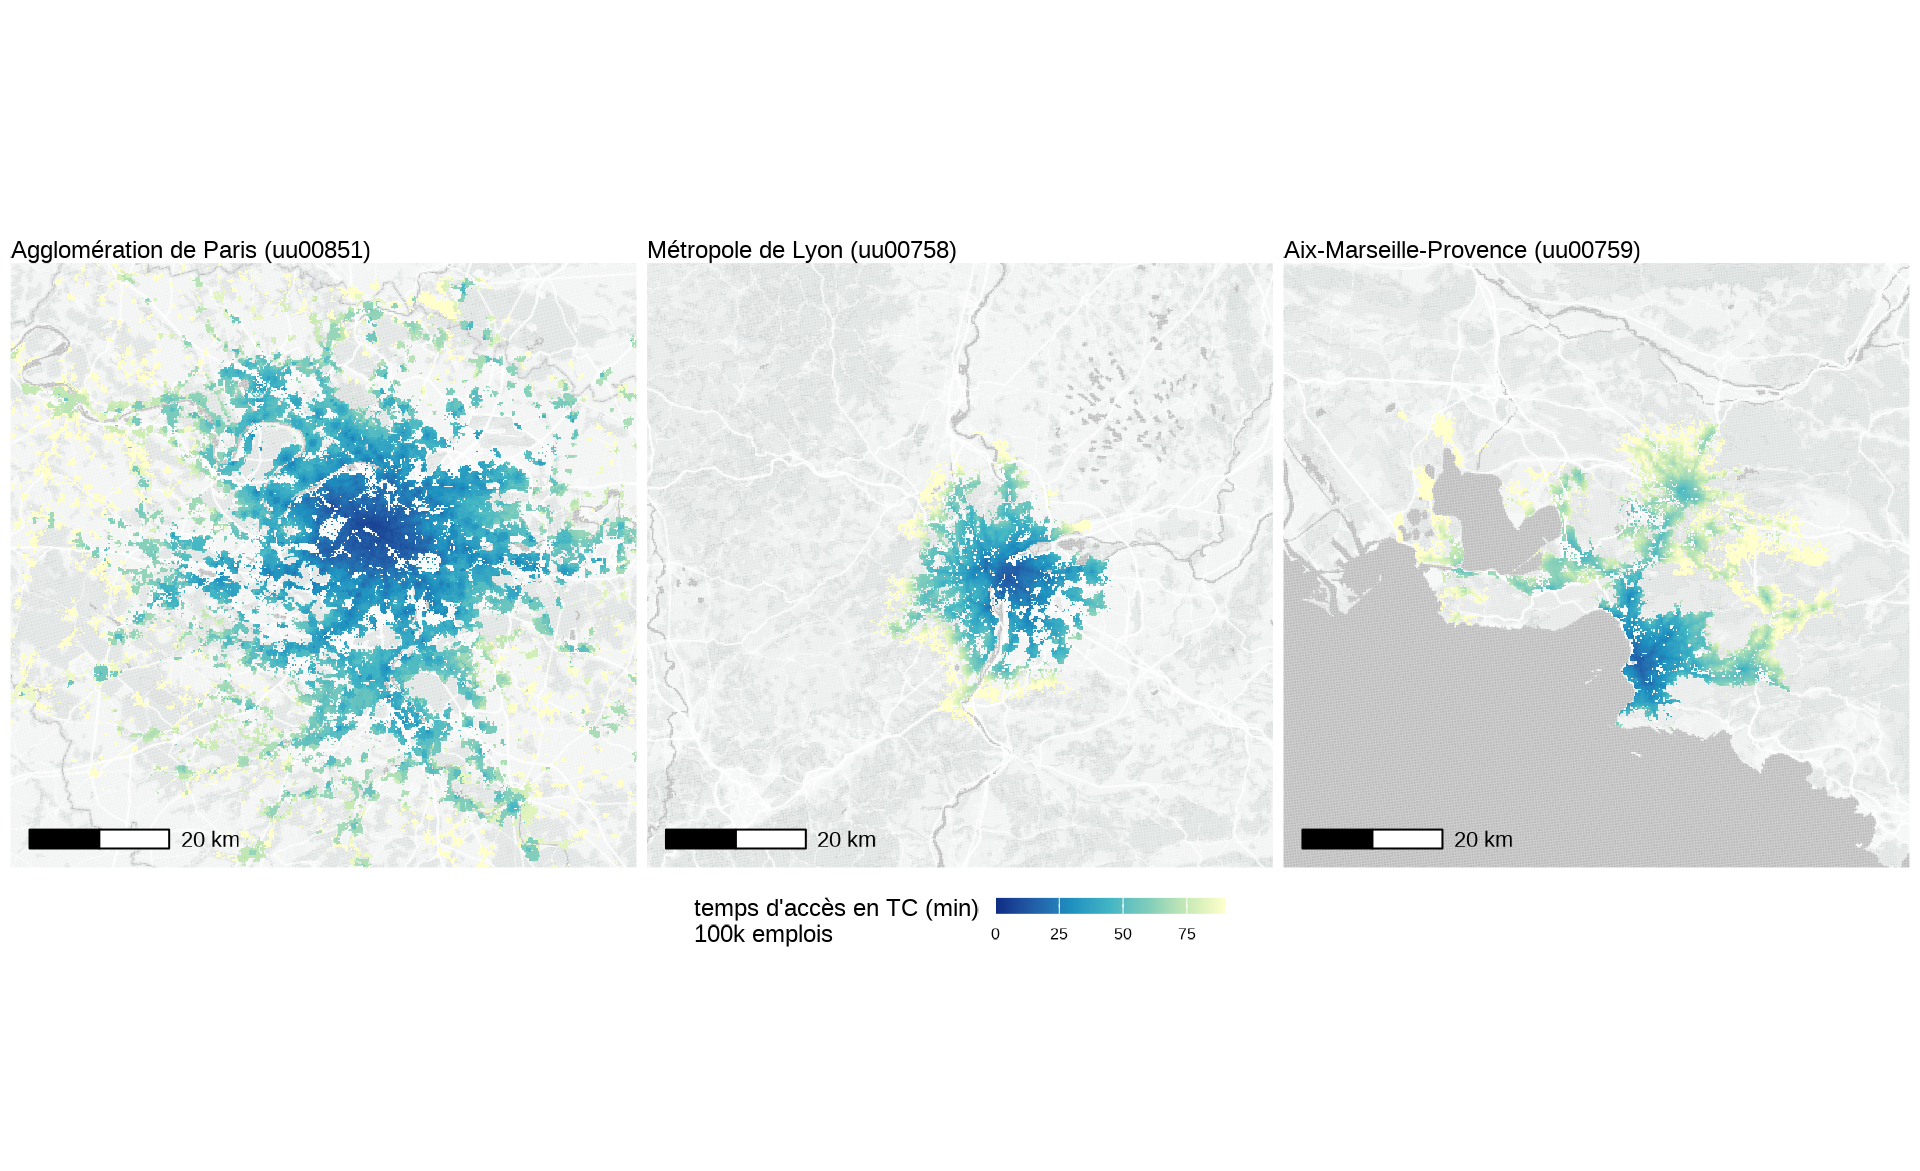 Agglomération de Paris (uu00851)
Métropole de Lyon (uu00758)
Aix-Marseille-Provence (uu00759)
20 km
20 km
20 km
temps d'accès en TC (min)
100k emplois
0 25 50 75